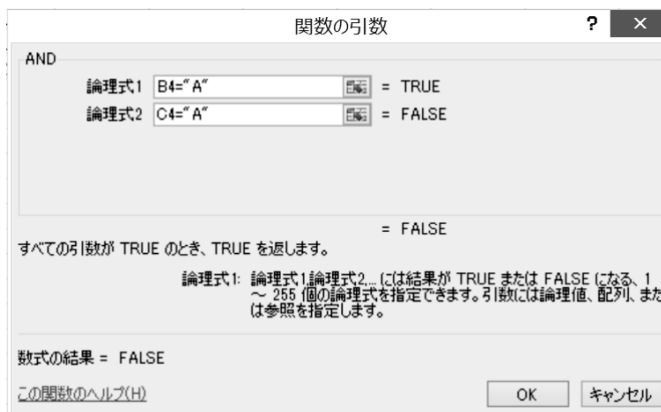 関数の引数
? ×
AND
論理式1 B4="A" = TRUE
論理式2 C4="A" = FALSE
= FALSE
すべての引数が TRUE のとき、TRUE を返します。
論理式1: 論理式1,論理式2,... には結果が TRUE または FALSE になる、1
～ 255 個の論理式を指定できます。引数には論理値、配列、また
は参照を指定します。
数式の結果 = FALSE
この関数のヘルプ(H)
OK キャンセル